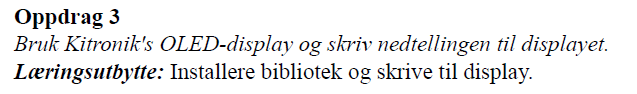 Oppdrag 3
Bruk Kitronik's OLED-display og skriv nedtellingen til displayet.
Læringsutbytte: Installere bibliotek og skrive til display.